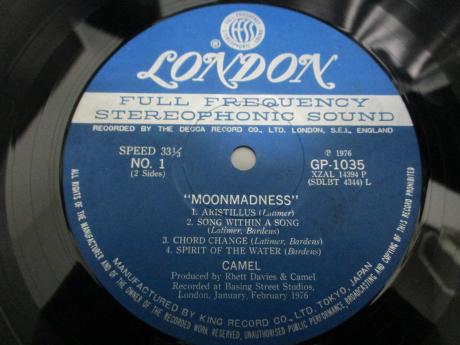 FULL FREQUENCY RANGE RECORDING
FFSS
STEREOPHONIC
®
LONDON
FULL FREQUENCY
STEREOPHONIC SOUND
RECORDED BY THE DECCA RECORD CO., LTD. LONDON, S.E.I., ENGLAND
SPEED 33⅓
NO. 1
(2 Sides)
Ⓟ 1976
GP-1035
XZAL 14394 P
(SDLBT 4344) L
"MOONMADNESS"
1. ARISTILLUS (Latimer)
2. SONG WITHIN A SONG
(Latimer, Bardens)
3. CHORD CHANGE (Latimer, Bardens)
4. SPIRIT OF THE WATER (Bardens)
CAMEL
Produced by Rhett Davies & Camel
Recorded at Basing Street Studios,
London, January, February 1976
MANUFACTURED BY KING RECORD CO., LTD. TOKYO, JAPAN
ALL RIGHTS OF THE MANUFACTURER AND OF THE OWNER OF THE RECORDED WORK RESERVED, UNAUTHORISED PUBLIC PERFORMANCE, BROADCASTING AND COPYING OF THIS RECORD PROHIBITED